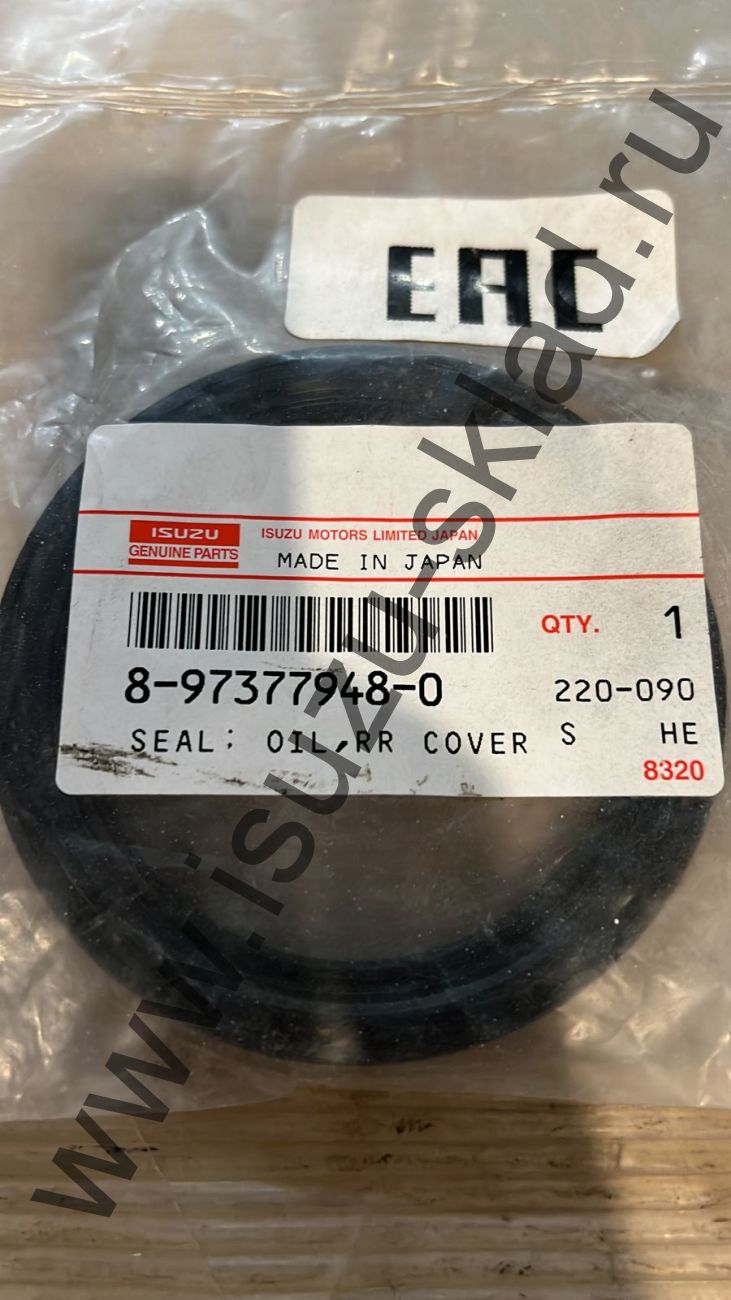 EAC
ISUZU
GENUINE PARTS
ISUZU MOTORS LIMITED JAPAN
MADE IN JAPAN
QTY. 1
8-97377948-0
220-090
SEAL; OIL,RR COVER
S HE
8320
www.isuzu-sklad.ru